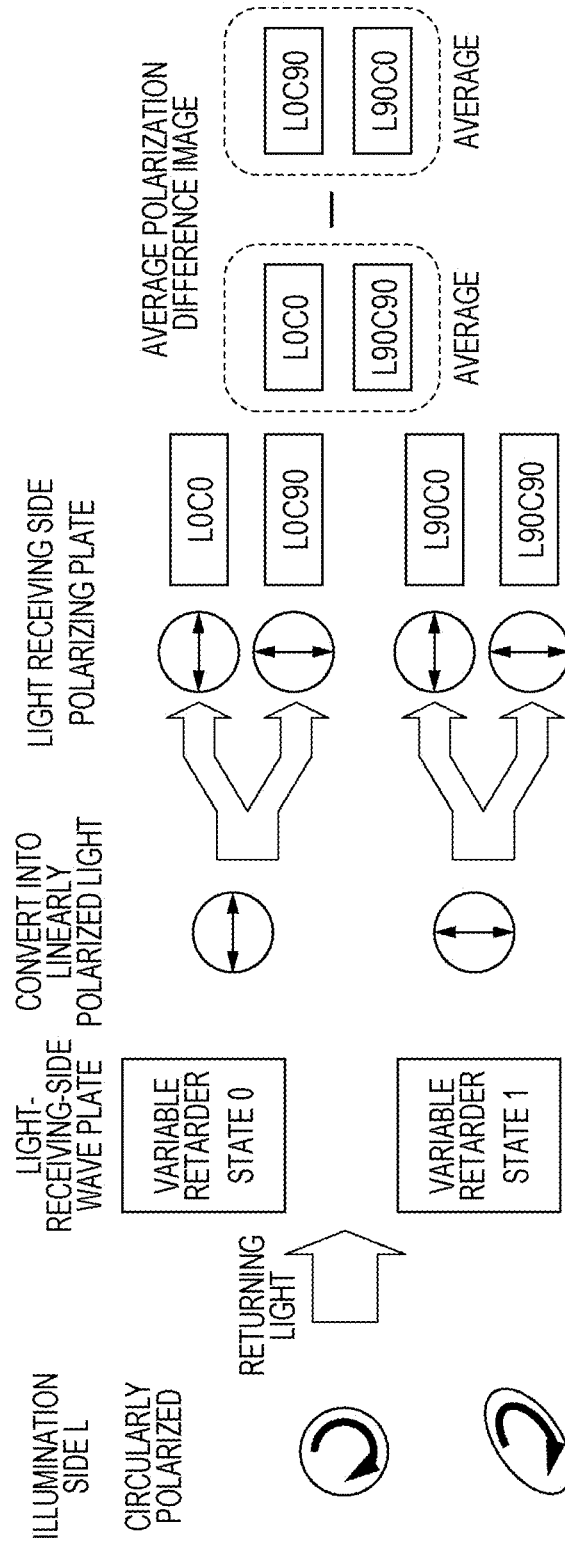 ILLUMINATION
SIDE L
CIRCULARLY
POLARIZED
RETURNING
LIGHT
LIGHT-
RECEIVING-SIDE
WAVE PLATE
VARIABLE
RETARDER
STATE 0
VARIABLE
RETARDER
STATE 1
CONVERT INTO
LINEARLY
POLARIZED LIGHT
LIGHT RECEIVING SIDE
POLARIZING PLATE
L0C0
L0C90
L90C0
L90C90
AVERAGE POLARIZATION
DIFFERENCE IMAGE
L0C0
L90C90
AVERAGE
—
L0C90
L90C0
AVERAGE